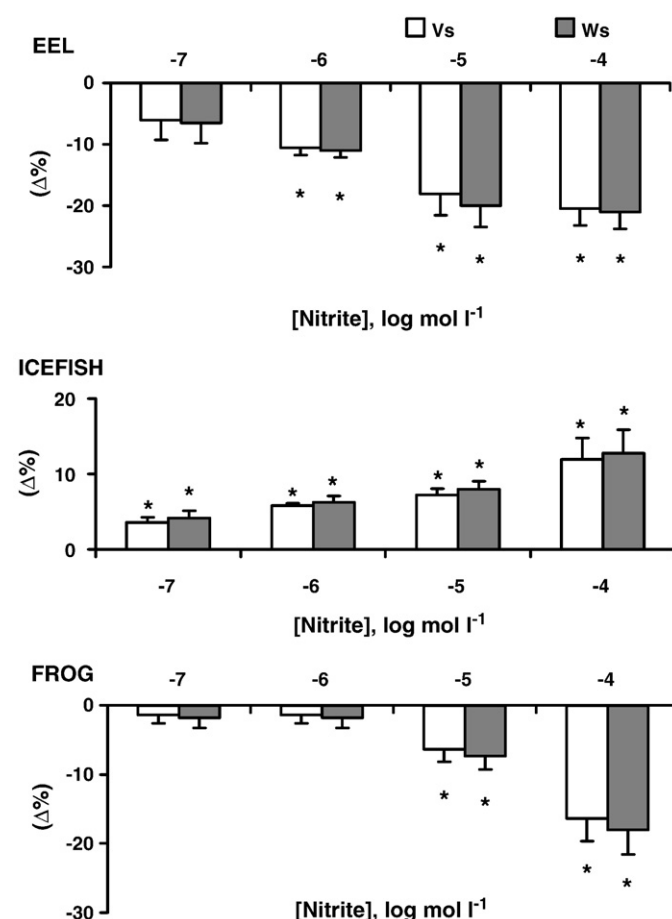 Vs Ws
EEL
-7 -6 -5 -4
0
-10
-20
-30
(Δ%)
* * * * * *
[Nitrite], log mol l⁻¹
ICEFISH
20
10
0
(Δ%)
* * * * * * * *
-7 -6 -5 -4
[Nitrite], log mol l⁻¹
FROG
-7 -6 -5 -4
0
-10
-20
-30
(Δ%)
* * * *
[Nitrite], log mol l⁻¹